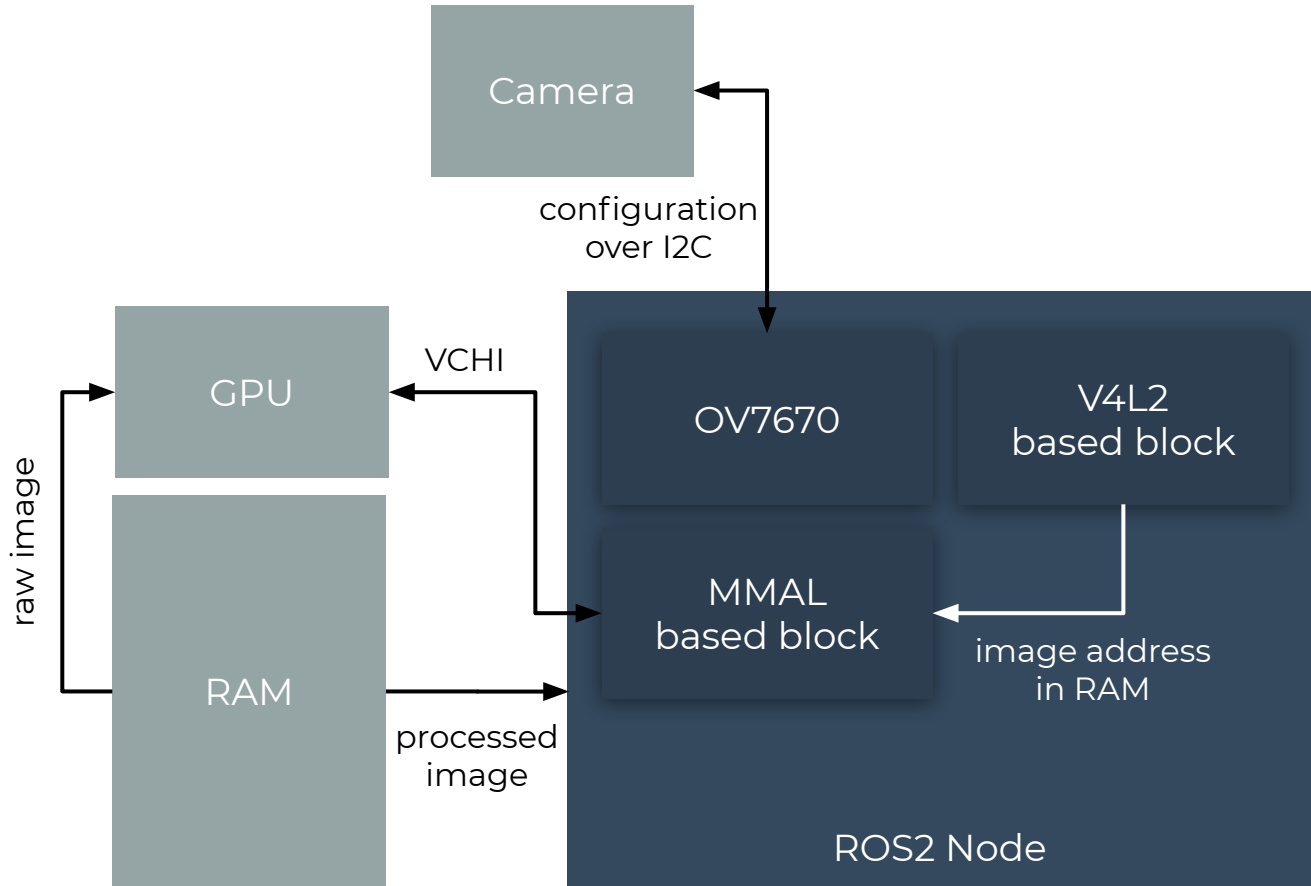 Camera
configuration
over I2C
GPU
VCHI
OV7670
V4L2
based block
raw image
MMAL
based block
image address
in RAM
RAM
processed
image
ROS2 Node